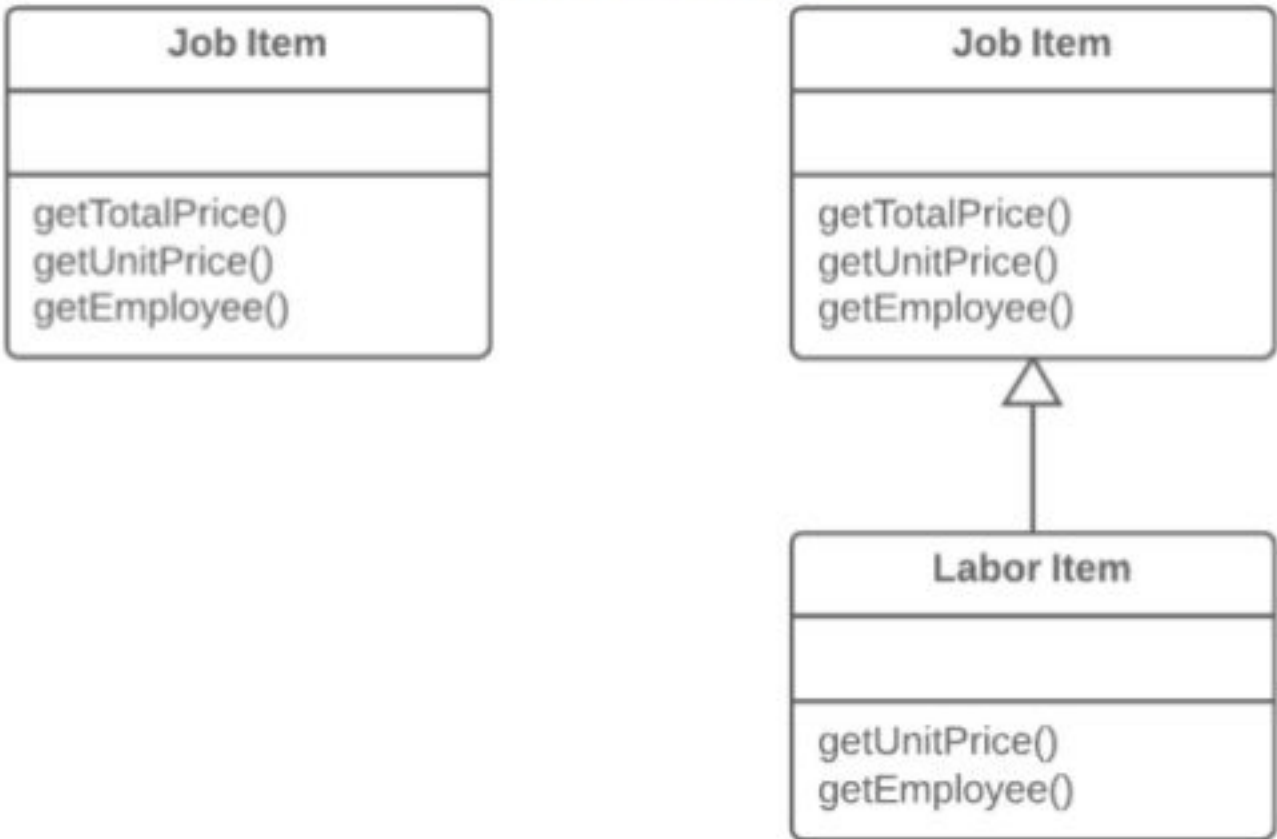 Job Item
getTotalPrice()
getUnitPrice()
getEmployee()
Job Item
getTotalPrice()
getUnitPrice()
getEmployee()
Labor Item
getUnitPrice()
getEmployee()